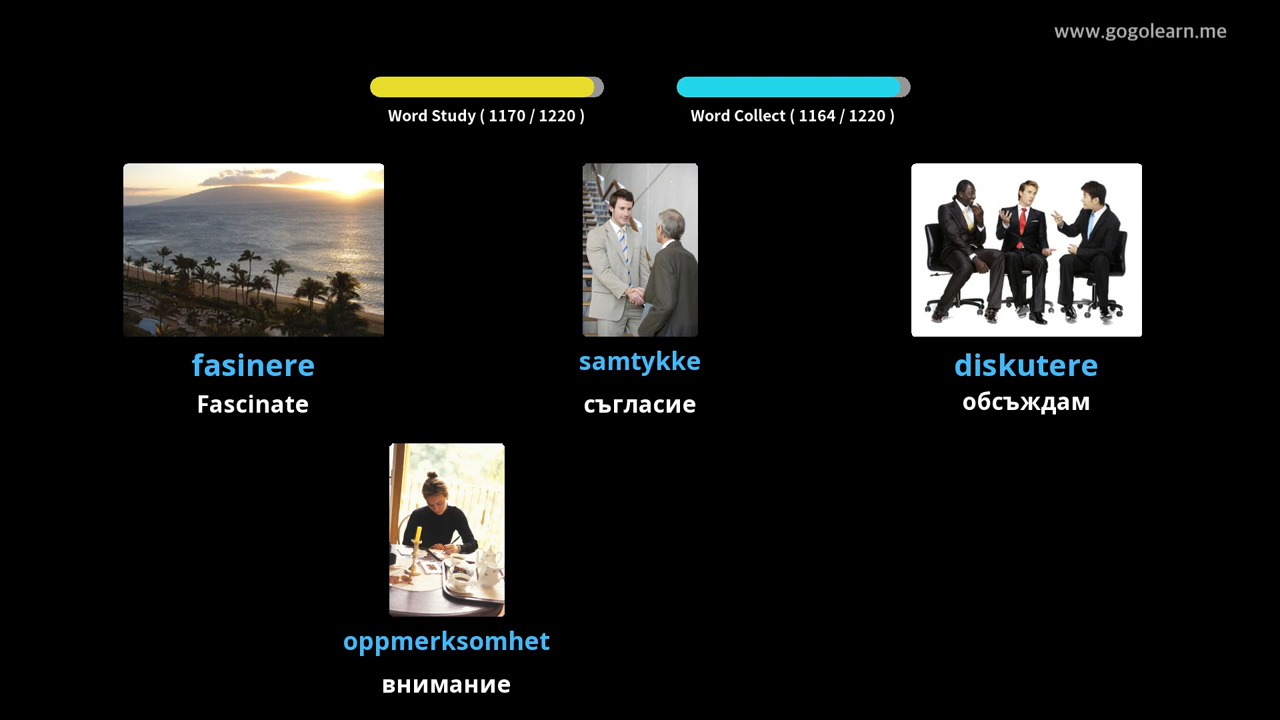 www.gogolearn.me
Word Study ( 1170 / 1220 )
Word Collect ( 1164 / 1220 )
fasinere
Fascinate
samtykke
съгласие
diskutere
обсъждам
oppmerksomhet
внимание